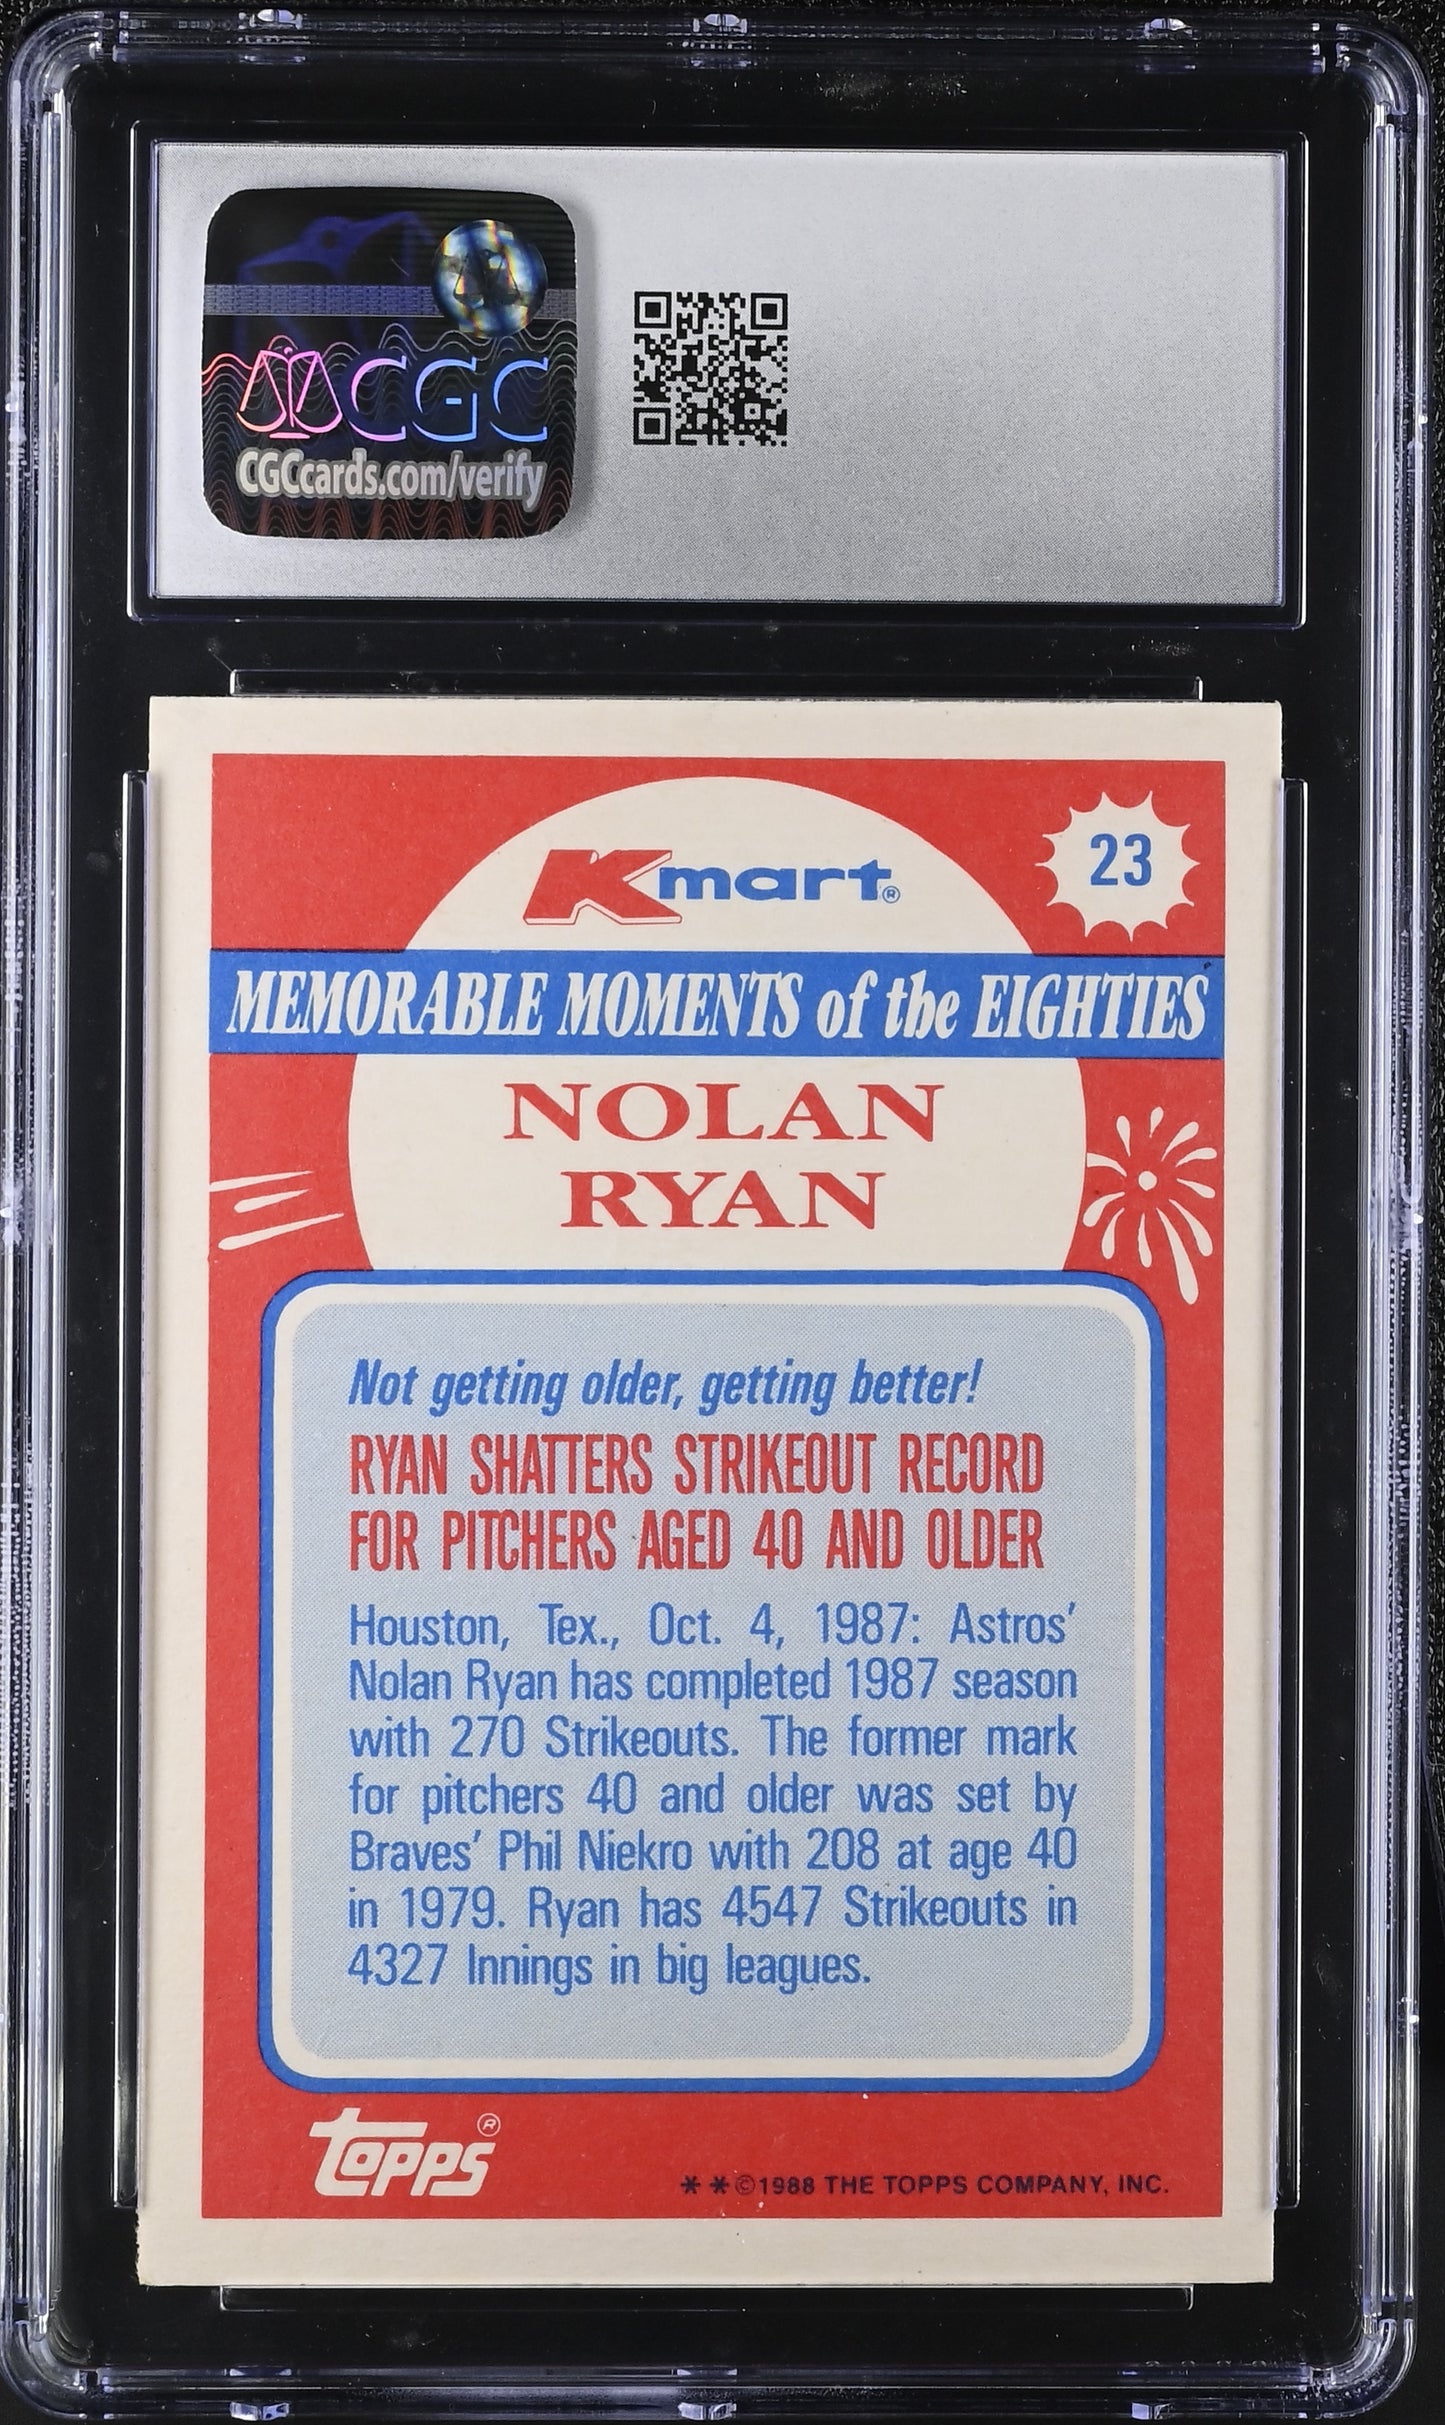 CGC
CGCcards.com/verify
Kmart®
23
MEMORABLE MOMENTS of the EIGHTIES
NOLAN
RYAN
Not getting older, getting better!
RYAN SHATTERS STRIKEOUT RECORD
FOR PITCHERS AGED 40 AND OLDER
Houston, Tex., Oct. 4, 1987: Astros'
Nolan Ryan has completed 1987 season
with 270 Strikeouts. The former mark
for pitchers 40 and older was set by
Braves' Phil Niekro with 208 at age 40
in 1979. Ryan has 4547 Strikeouts in
4327 Innings in big leagues.
topps®
**©1988 THE TOPPS COMPANY, INC.